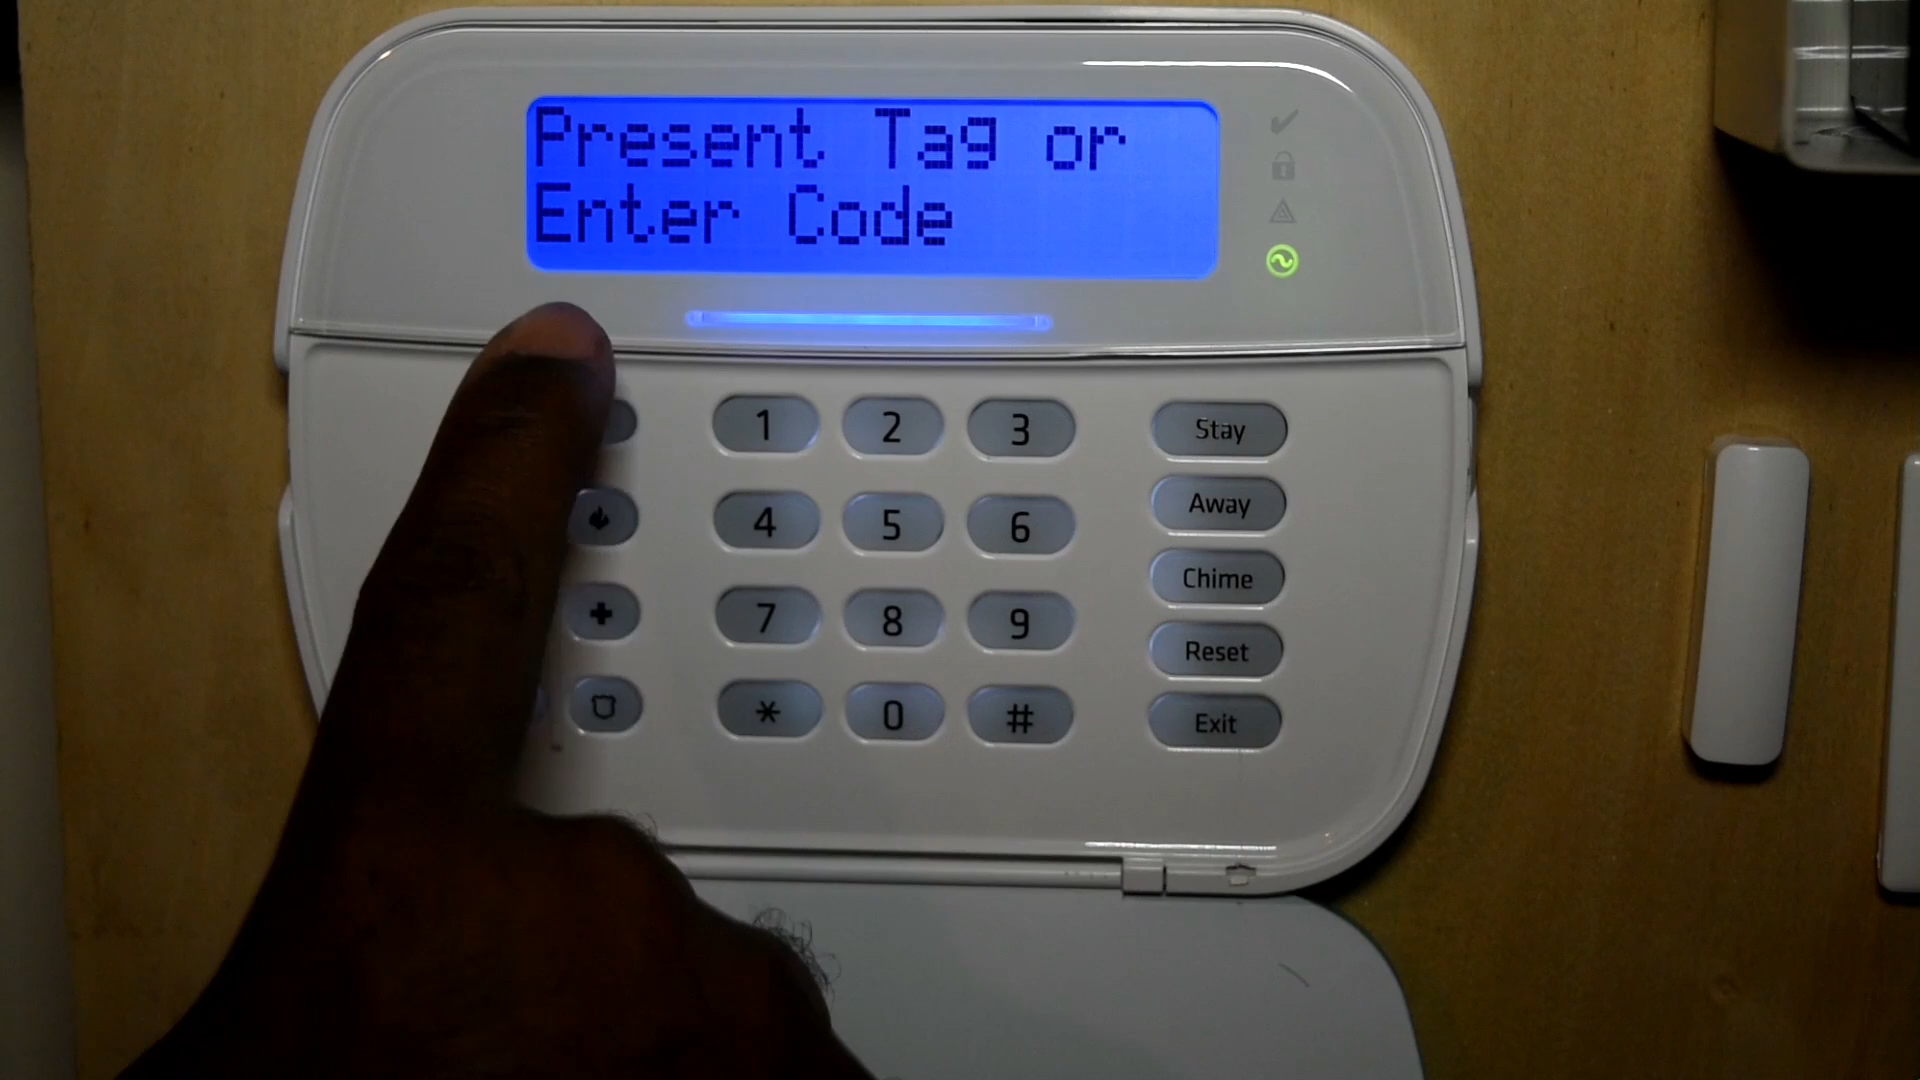 Present Tag or
Enter Code
1 2 3 Stay
4 5 6 Away
7 8 9 Chime
Reset
* 0 # Exit